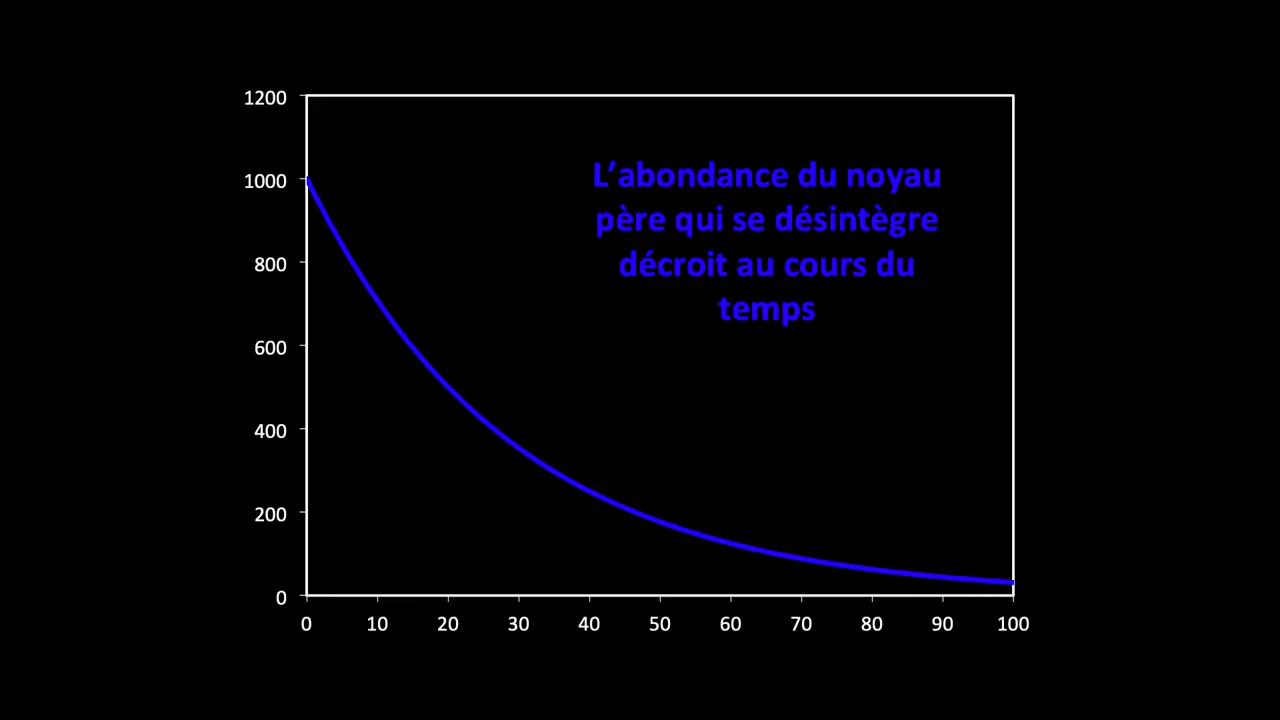 1200
1000
800
600
400
200
0
L’abondance du noyau
père qui se désintègre
décroit au cours du
temps
0 10 20 30 40 50 60 70 80 90 100